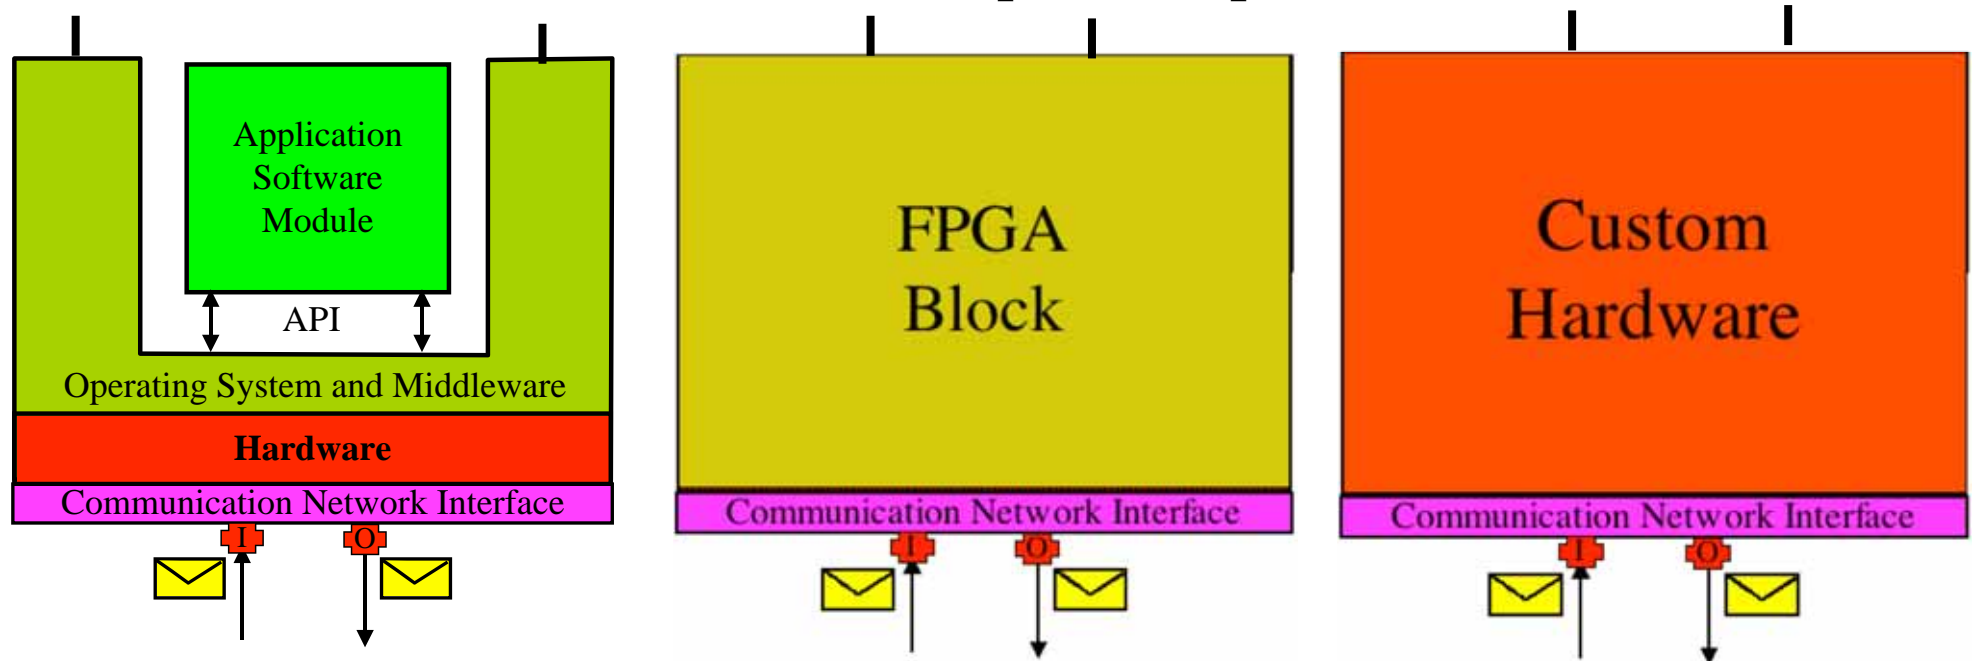 Application
Software
Module
API
Operating System and Middleware
Hardware
Communication Network Interface
I
O
FPGA
Block
Communication Network Interface
I
O
Custom
Hardware
Communication Network Interface
I
O